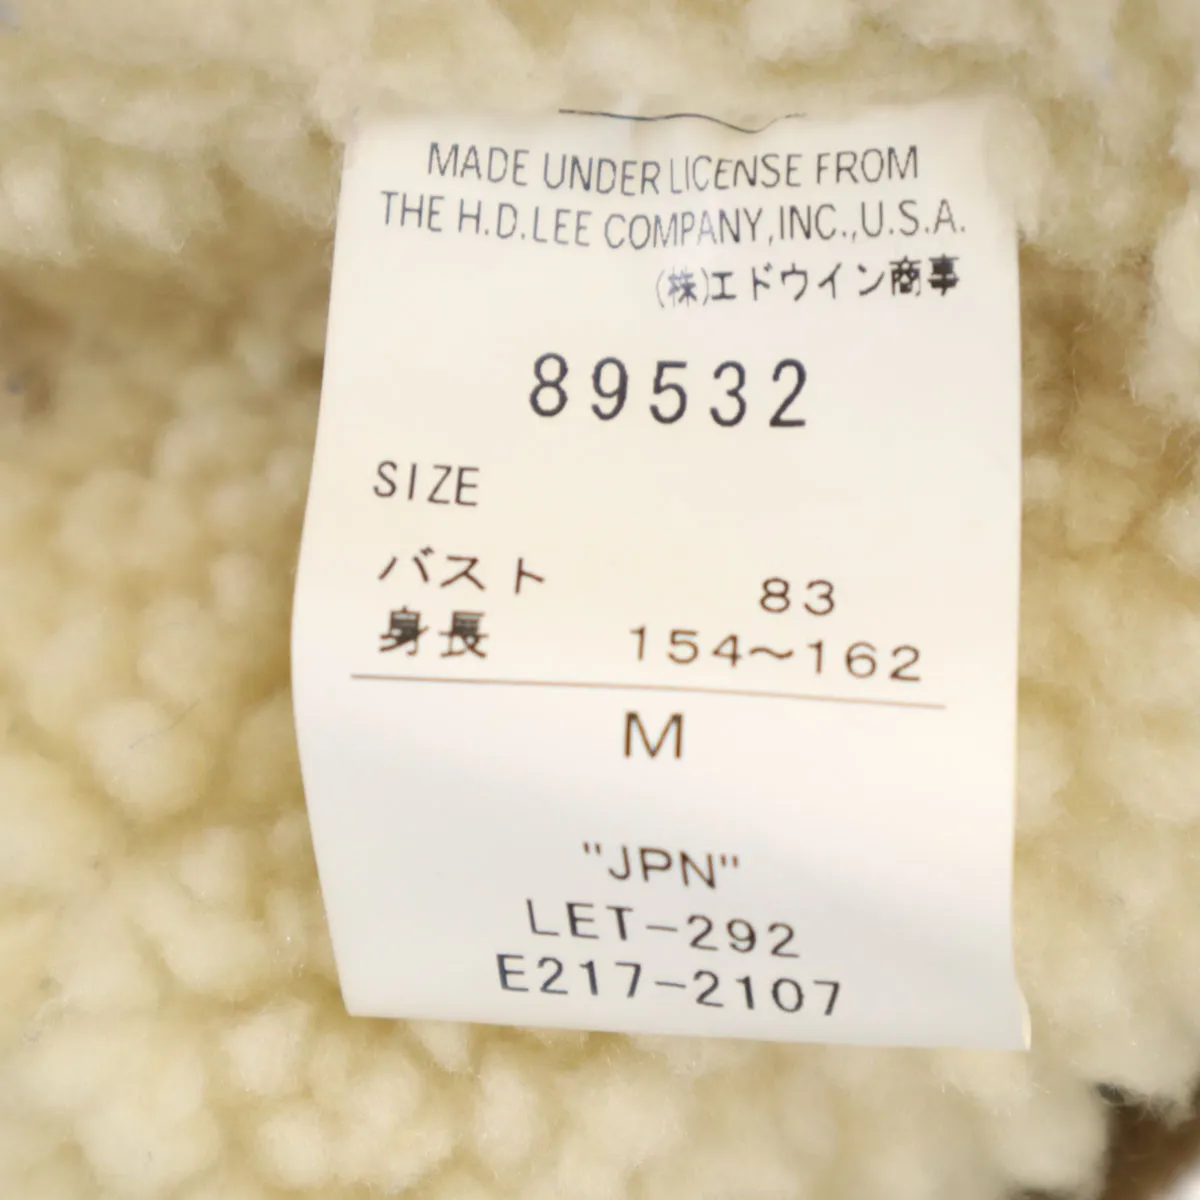 MADE UNDER LICENSE FROM
THE H.D.LEE COMPANY,INC.,U.S.A.
(株)エドウイン商事
89532
SIZE
バスト 83
身長 154～162
M
"JPN"
LET-292
E217-2107